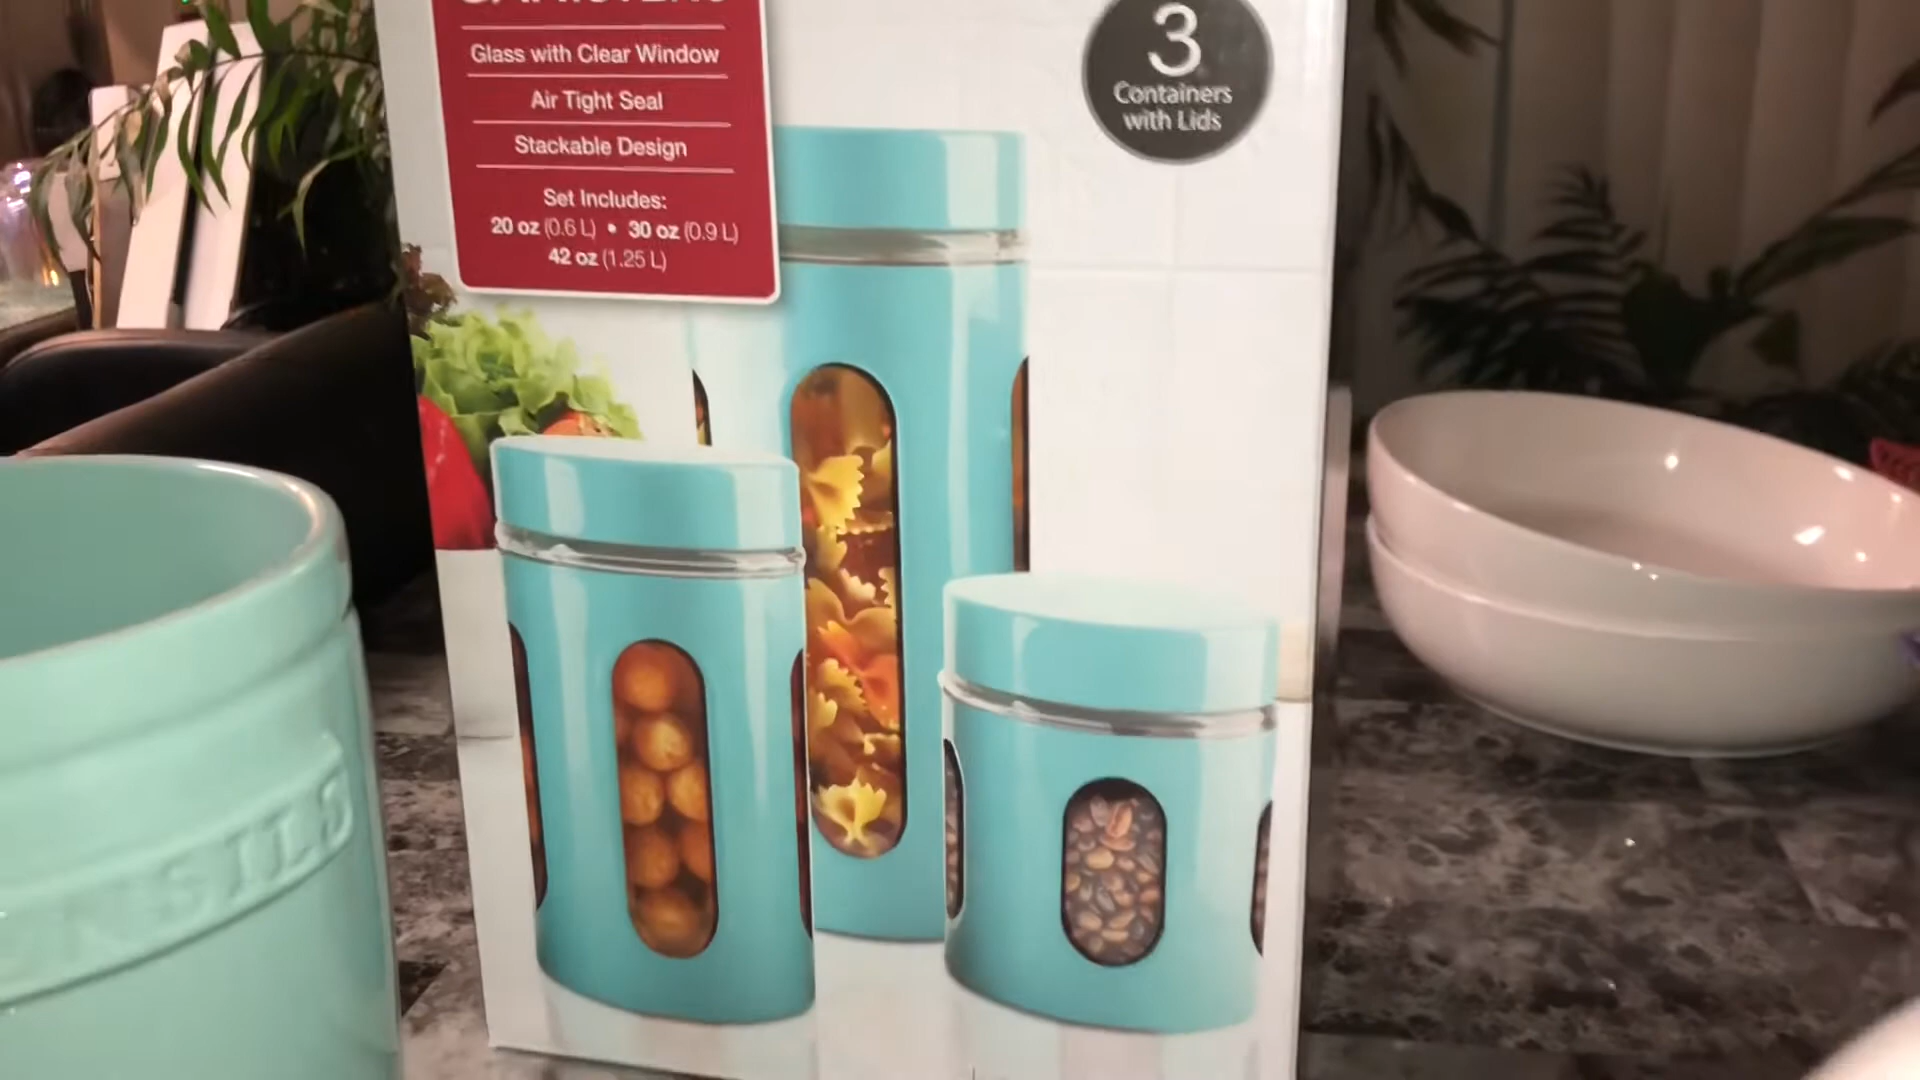 Glass with Clear Window
Air Tight Seal
Stackable Design
Set Includes:
20 oz (0.6 L) • 30 oz (0.9 L)
42 oz (1.25 L)
3
Containers
with Lids